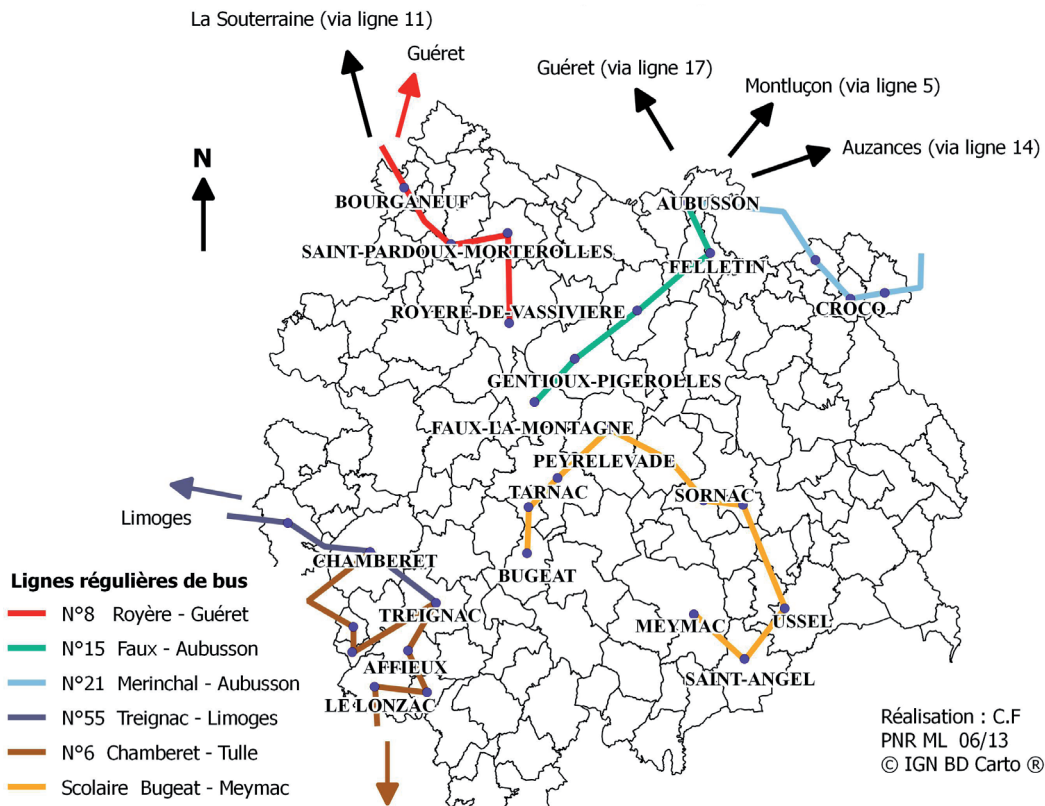 La Souterraine (via ligne 11)
Guéret
Guéret (via ligne 17)
Montluçon (via ligne 5)
Auzances (via ligne 14)
N
BOURGANEUF
AUBUSSON
SAINT-PARDOUX-MORTEROLLES
FELLETIN
ROYERE-DE-VASSIVIERE
CROCQ
GENTIOUX-PIGEROLLES
FAUX-LA-MONTAGNE
PEYRELEVADE
TARNAC
SORNAC
Limoges
CHAMBERET
BUGEAT
TREIGNAC
MEYMAC
USSEL
AFFIEUX
SAINT-ANGEL
LE LONZAC
Lignes régulières de bus
N°8 Royère - Guéret
N°15 Faux - Aubusson
N°21 Merinchal - Aubusson
N°55 Treignac - Limoges
N°6 Chamberet - Tulle
Scolaire Bugeat - Meymac
Réalisation : C.F
PNR ML 06/13
© IGN BD Carto ®